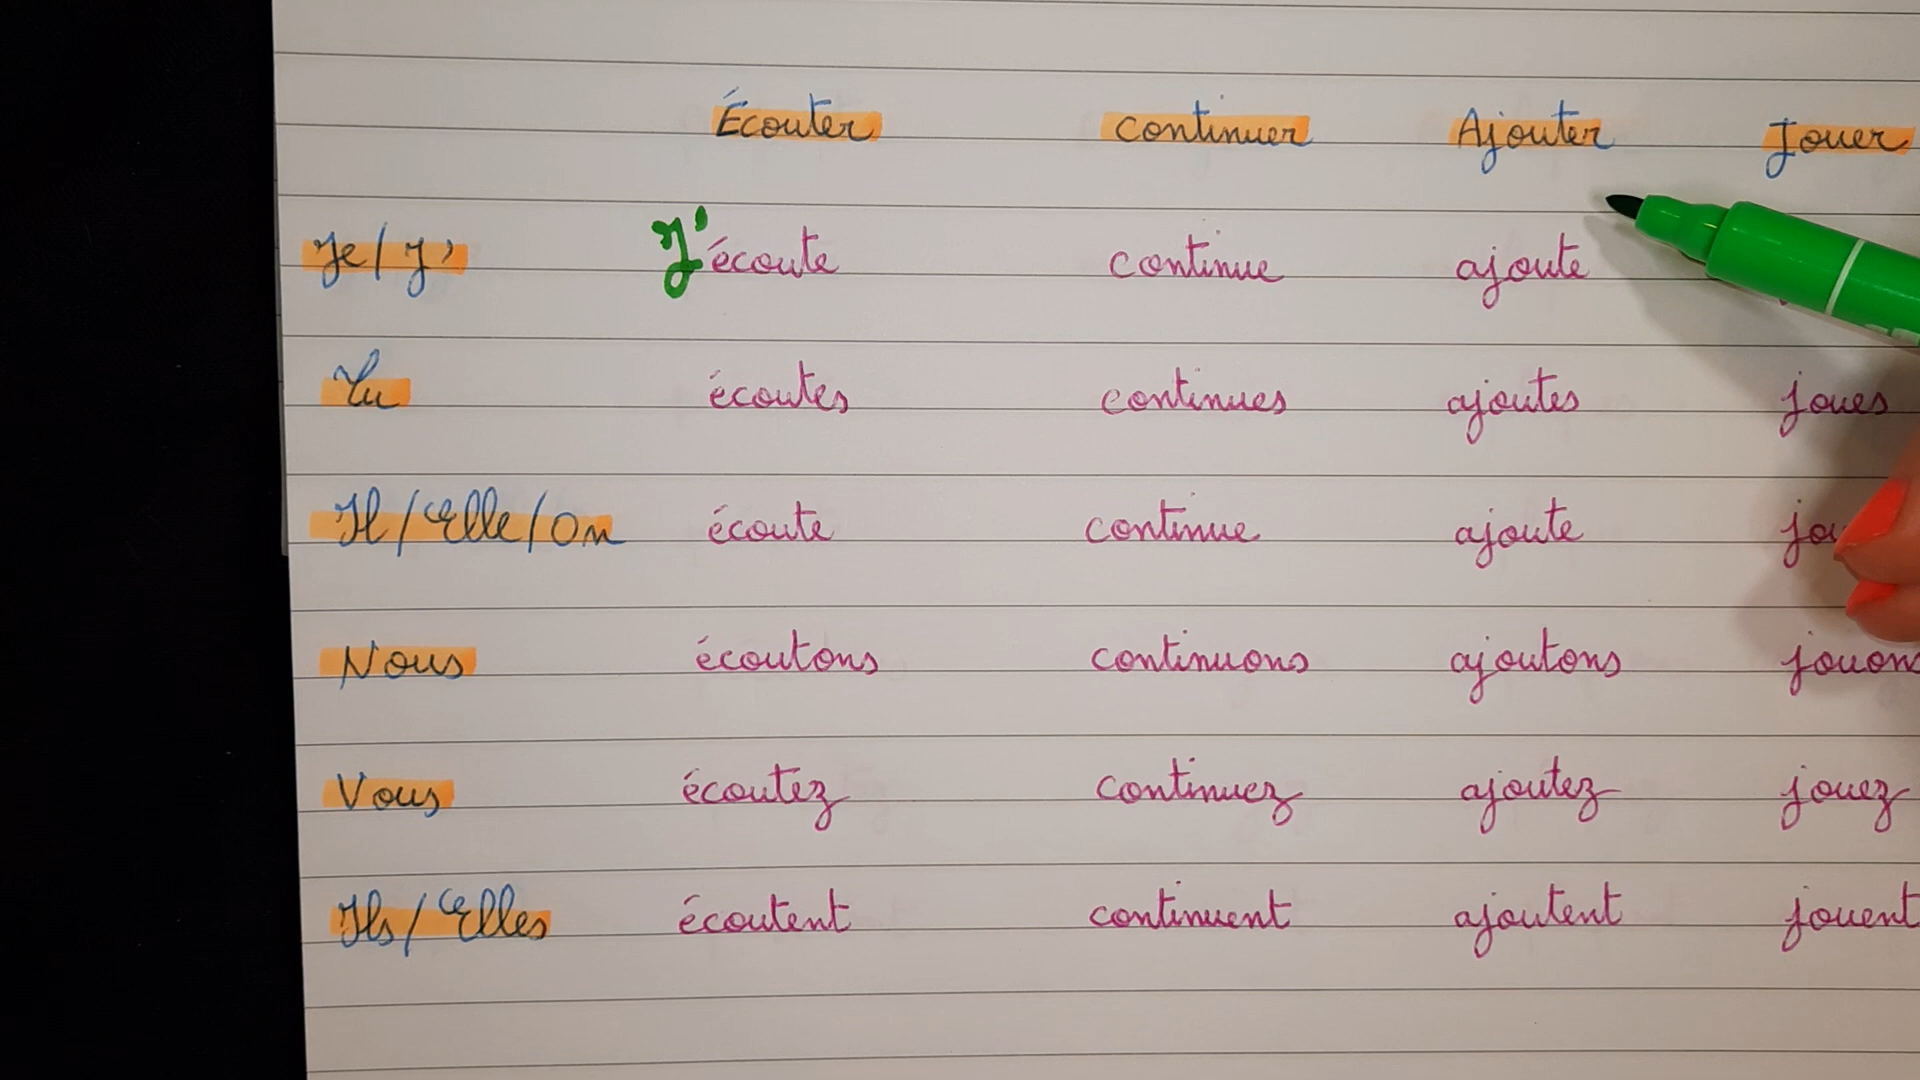 Écouter continuer Ajouter Jouer
Je / J' J'écoute continue ajoute
Tu écoutes continues ajoutes joues
Il / Elle / On écoute continue ajoute
Nous écoutons continuons ajoutons jouons
Vous écoutez continuez ajoutez jouez
Ils / Elles écoutent continuent ajoutent jouent